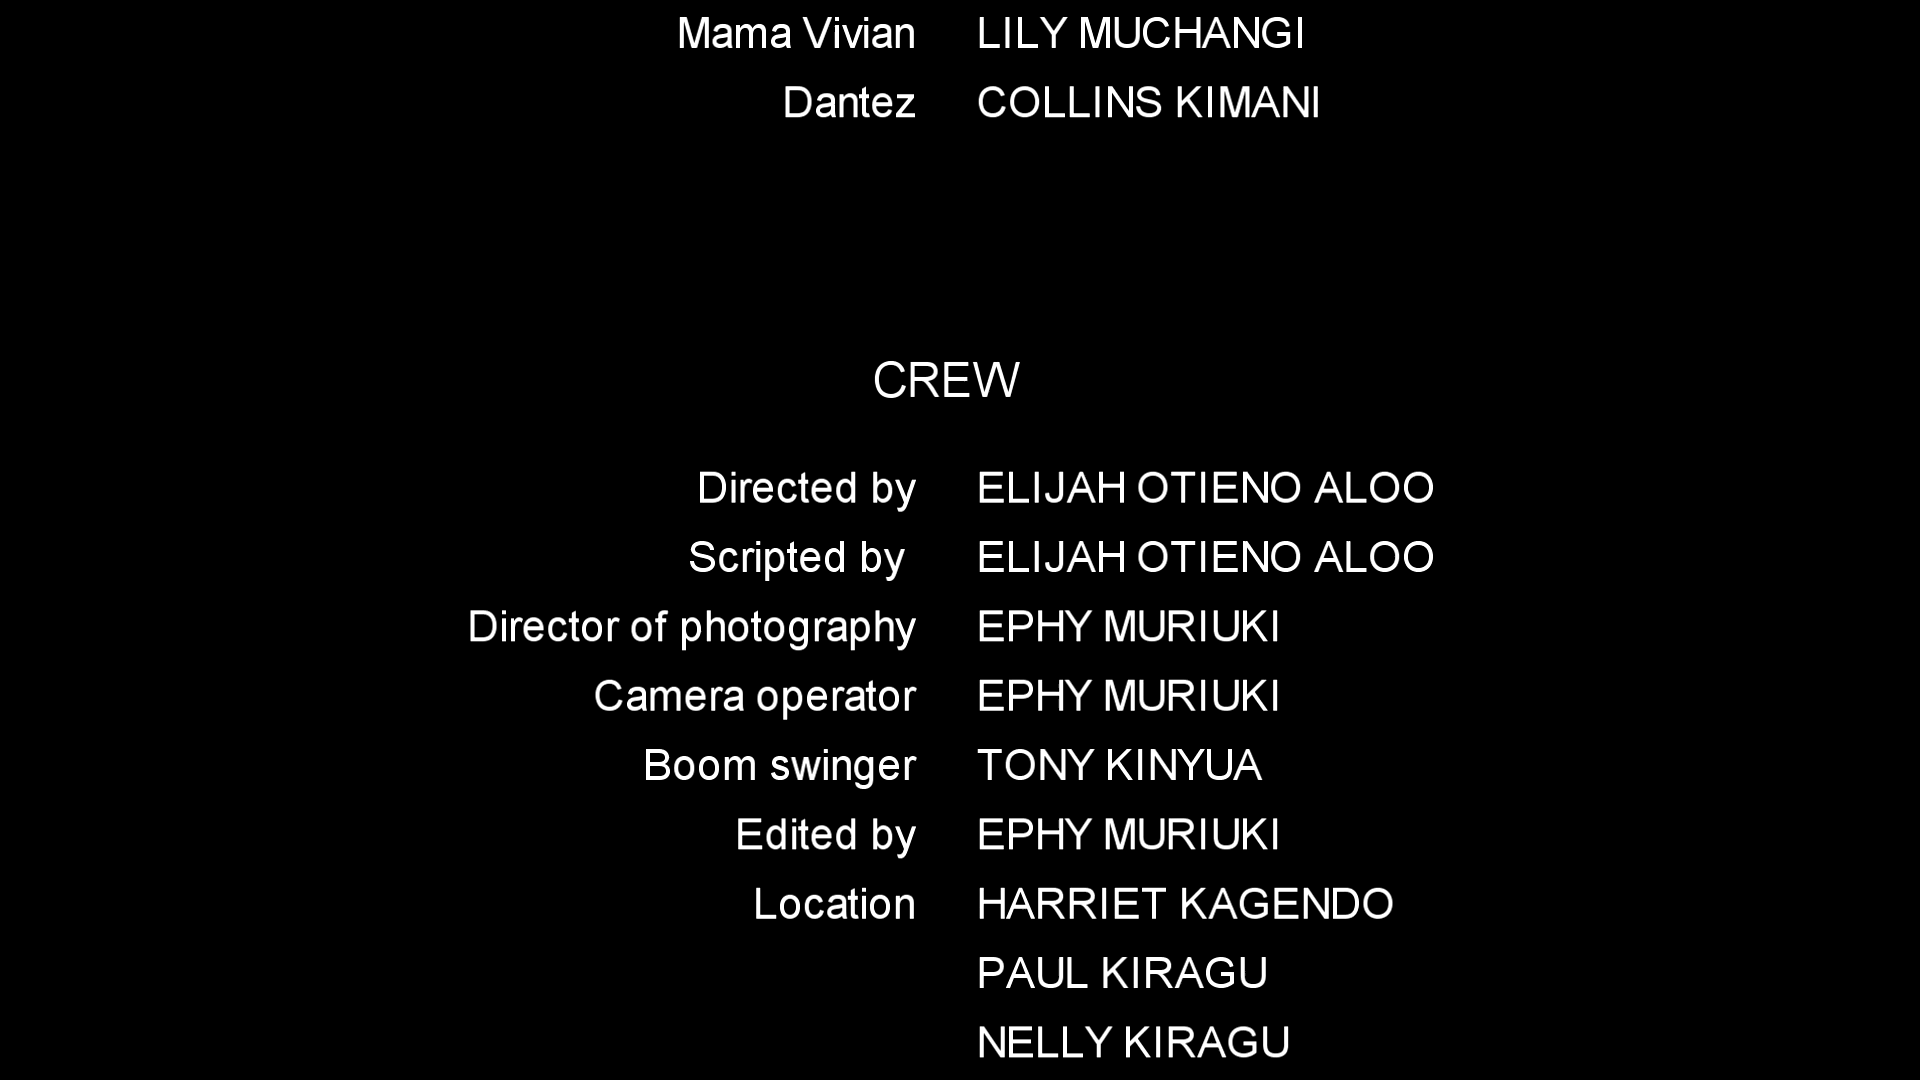 Mama Vivian LILY MUCHANGI
Dantez COLLINS KIMANI
CREW
Directed by ELIJAH OTIENO ALOO
Scripted by ELIJAH OTIENO ALOO
Director of photography EPHY MURIUKI
Camera operator EPHY MURIUKI
Boom swinger TONY KINYUA
Edited by EPHY MURIUKI
Location HARRIET KAGENDO
PAUL KIRAGU
NELLY KIRAGU